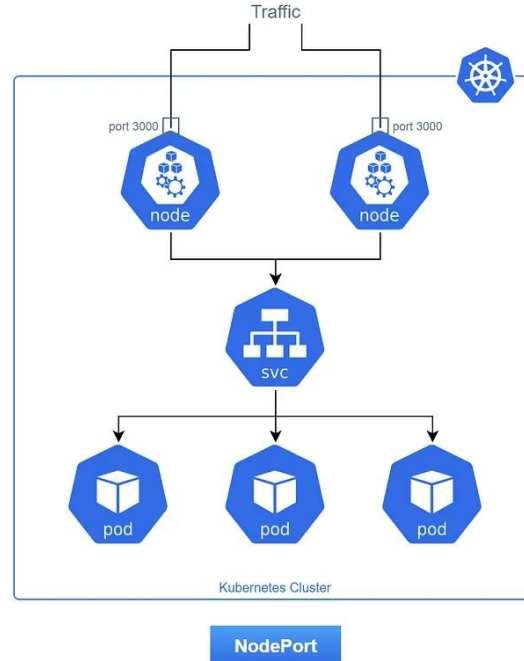 Traffic
port 3000
port 3000
node
node
svc
pod
pod
pod
Kubernetes Cluster
NodePort